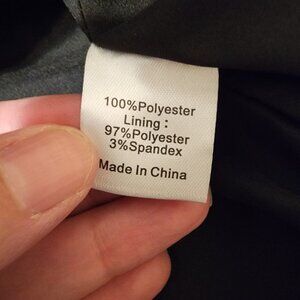 100%Polyester
Lining :
97%Polyester
3%Spandex
Made In China